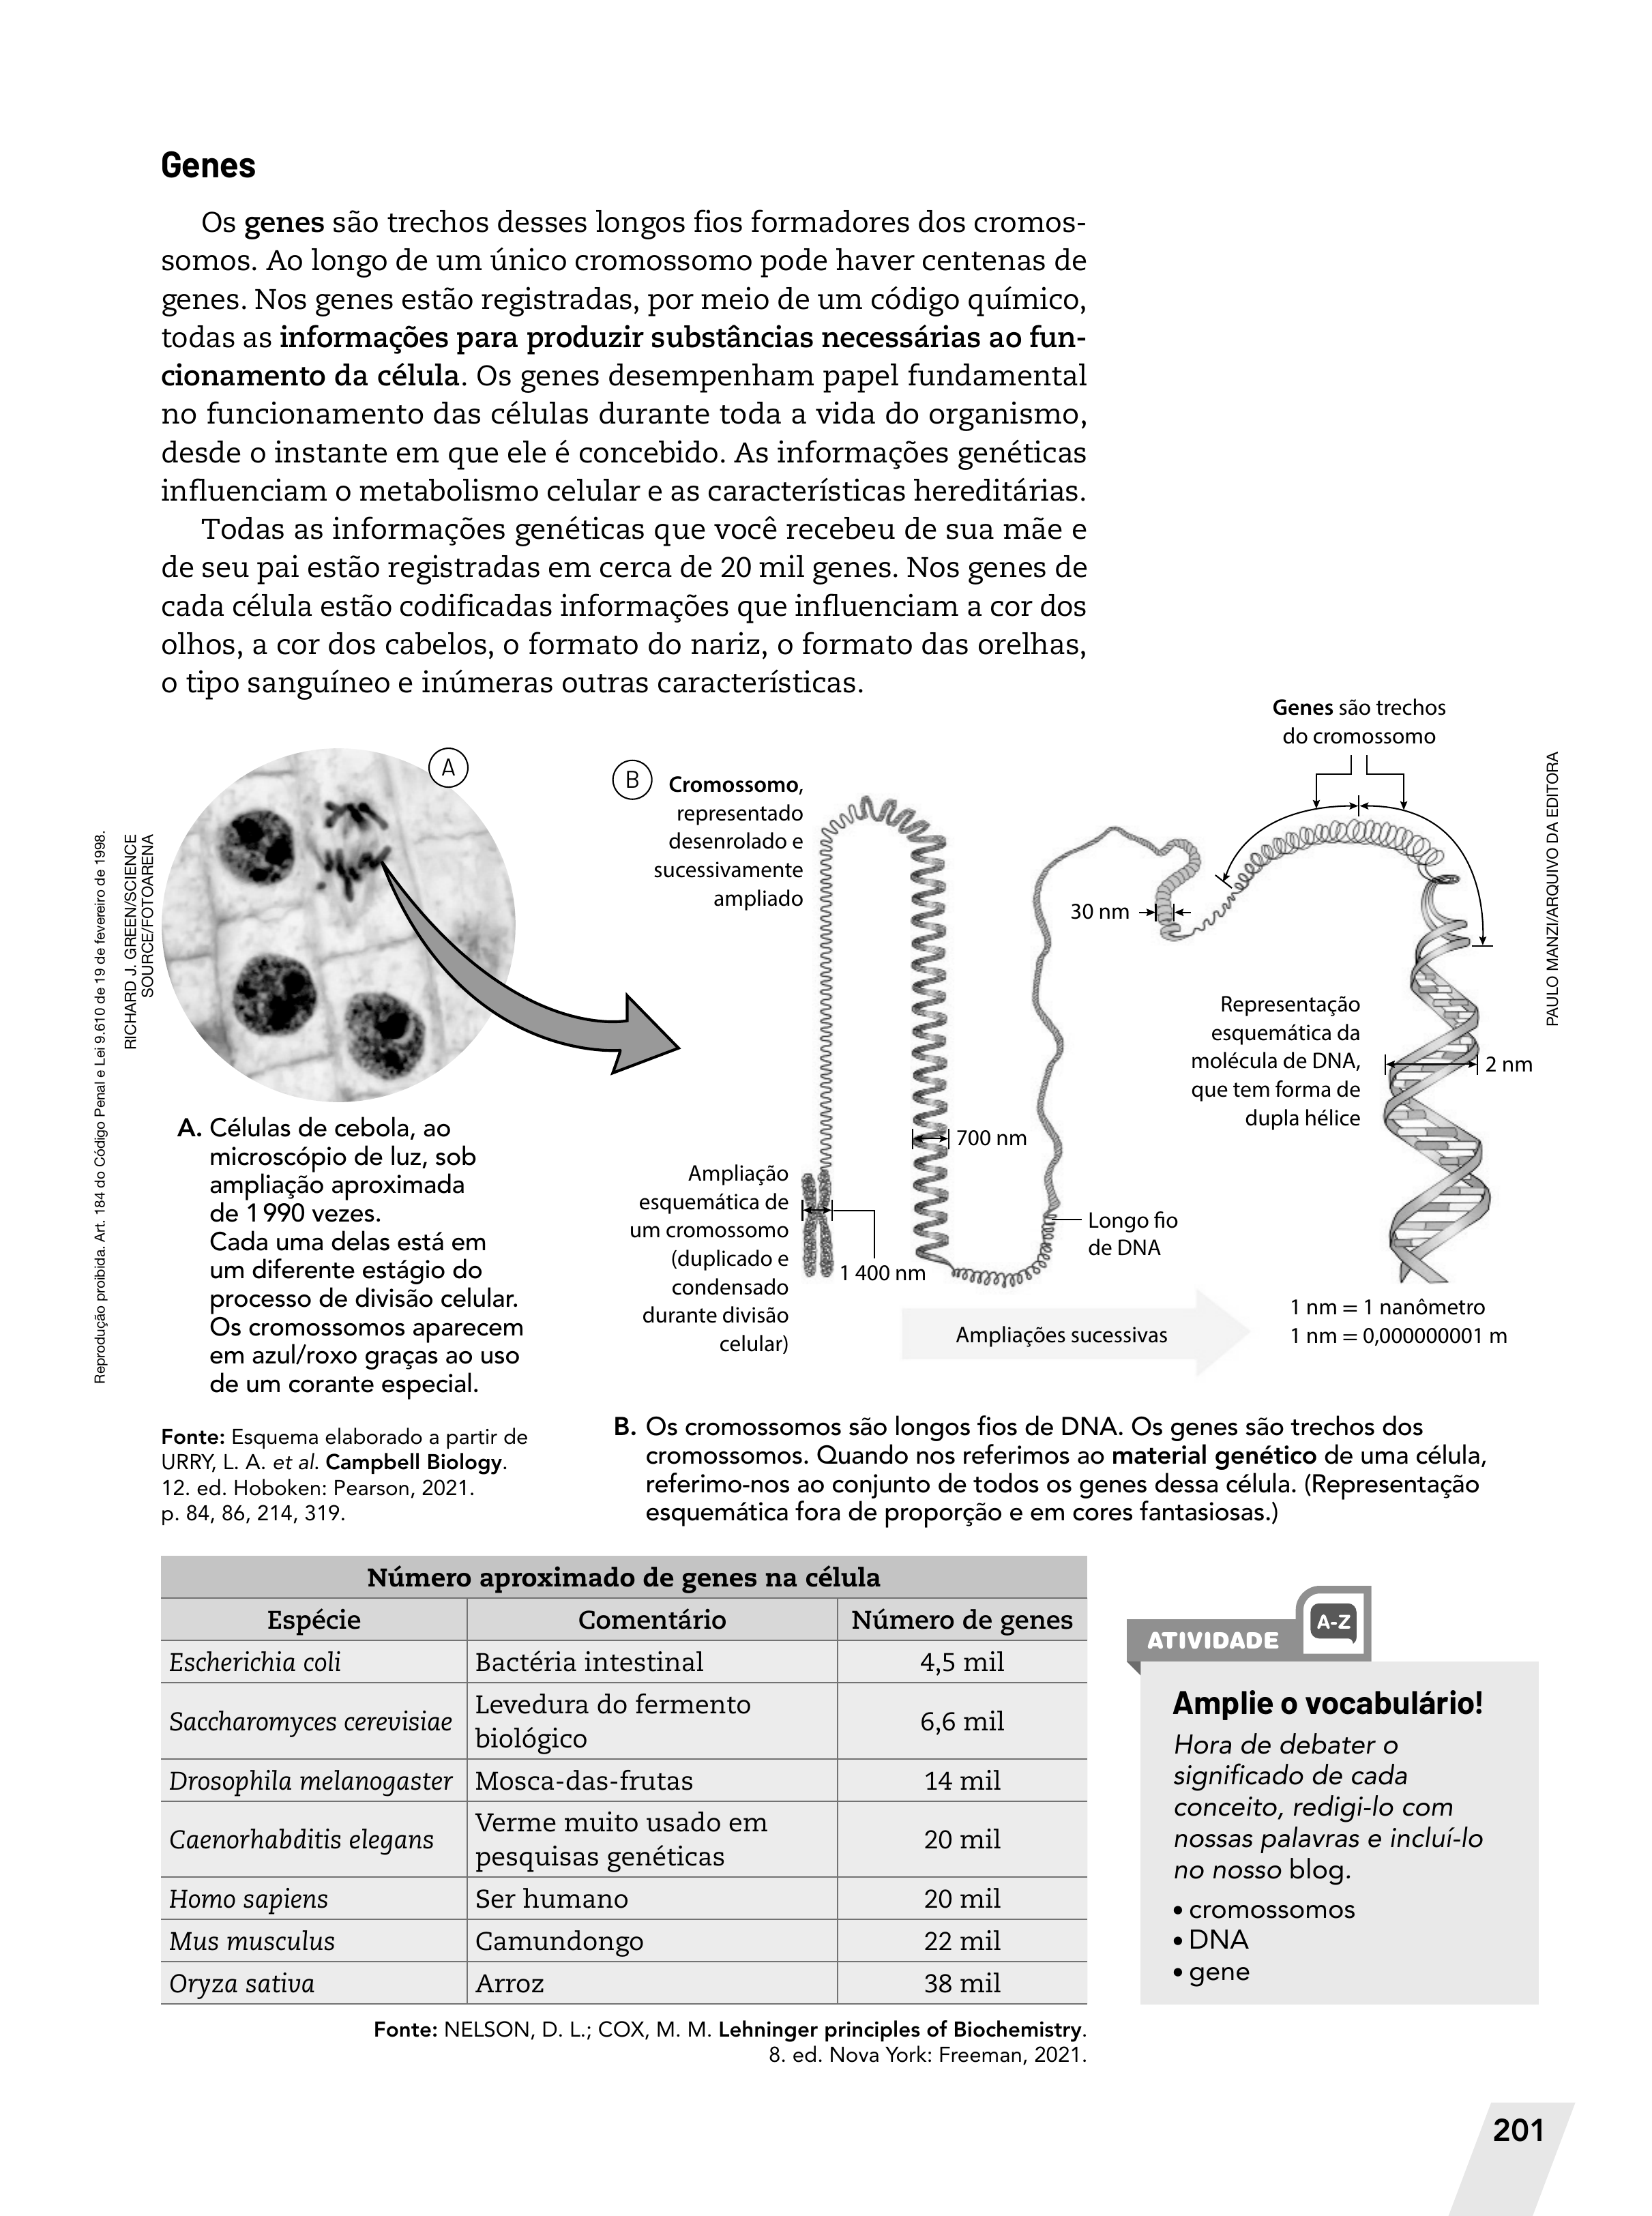 Genes
Os genes são trechos desses longos fios formadores dos cromos-
somos. Ao longo de um único cromossomo pode haver centenas de
genes. Nos genes estão registradas, por meio de um código químico,
todas as informações para produzir substâncias necessárias ao fun-
cionamento da célula. Os genes desempenham papel fundamental
no funcionamento das células durante toda a vida do organismo,
desde o instante em que ele é concebido. As informações genéticas
influenciam o metabolismo celular e as características hereditárias.
Todas as informações genéticas que você recebeu de sua mãe e
de seu pai estão registradas em cerca de 20 mil genes. Nos genes de
cada célula estão codificadas informações que influenciam a cor dos
olhos, a cor dos cabelos, o formato do nariz, o formato das orelhas,
o tipo sanguíneo e inúmeras outras características.
Reprodução proibida. Art. 184 do Código Penal e Lei 9.610 de 19 de fevereiro de 1998.
RICHARD J. GREEN/SCIENCE
SOURCE/FOTOARENA
A
A. Células de cebola, ao
microscópio de luz, sob
ampliação aproximada
de 1 990 vezes.
Cada uma delas está em
um diferente estágio do
processo de divisão celular.
Os cromossomos aparecem
em azul/roxo graças ao uso
de um corante especial.
B
Cromossomo,
representado
desenrolado e
sucessivamente
ampliado
Ampliação
esquemática de
um cromossomo
(duplicado e
condensado
durante divisão
celular)
1 400 nm
700 nm
Longo fio
de DNA
30 nm
Genes são trechos
do cromossomo
Representação
esquemática da
molécula de DNA,
que tem forma de
dupla hélice
2 nm
Ampliações sucessivas
1 nm = 1 nanômetro
1 nm = 0,000000001 m
PAULO MANZI/ARQUIVO DA EDITORA
Fonte: Esquema elaborado a partir de
URRY, L. A. et al. Campbell Biology.
12. ed. Hoboken: Pearson, 2021.
p. 84, 86, 214, 319.
B. Os cromossomos são longos fios de DNA. Os genes são trechos dos
cromossomos. Quando nos referimos ao material genético de uma célula,
referimo-nos ao conjunto de todos os genes dessa célula. (Representação
esquemática fora de proporção e em cores fantasiosas.)
Número aproximado de genes na célula
Espécie Comentário Número de genes
Escherichia coli Bactéria intestinal 4,5 mil
Saccharomyces cerevisiae Levedura do fermento
biológico 6,6 mil
Drosophila melanogaster Mosca-das-frutas 14 mil
Caenorhabditis elegans Verme muito usado em
pesquisas genéticas 20 mil
Homo sapiens Ser humano 20 mil
Mus musculus Camundongo 22 mil
Oryza sativa Arroz 38 mil
Fonte: NELSON, D. L.; COX, M. M. Lehninger principles of Biochemistry.
8. ed. Nova York: Freeman, 2021.
ATIVIDADE
A-Z
Amplie o vocabulário!
Hora de debater o
significado de cada
conceito, redigi-lo com
nossas palavras e incluí-lo
no nosso blog.
• cromossomos
• DNA
• gene
201